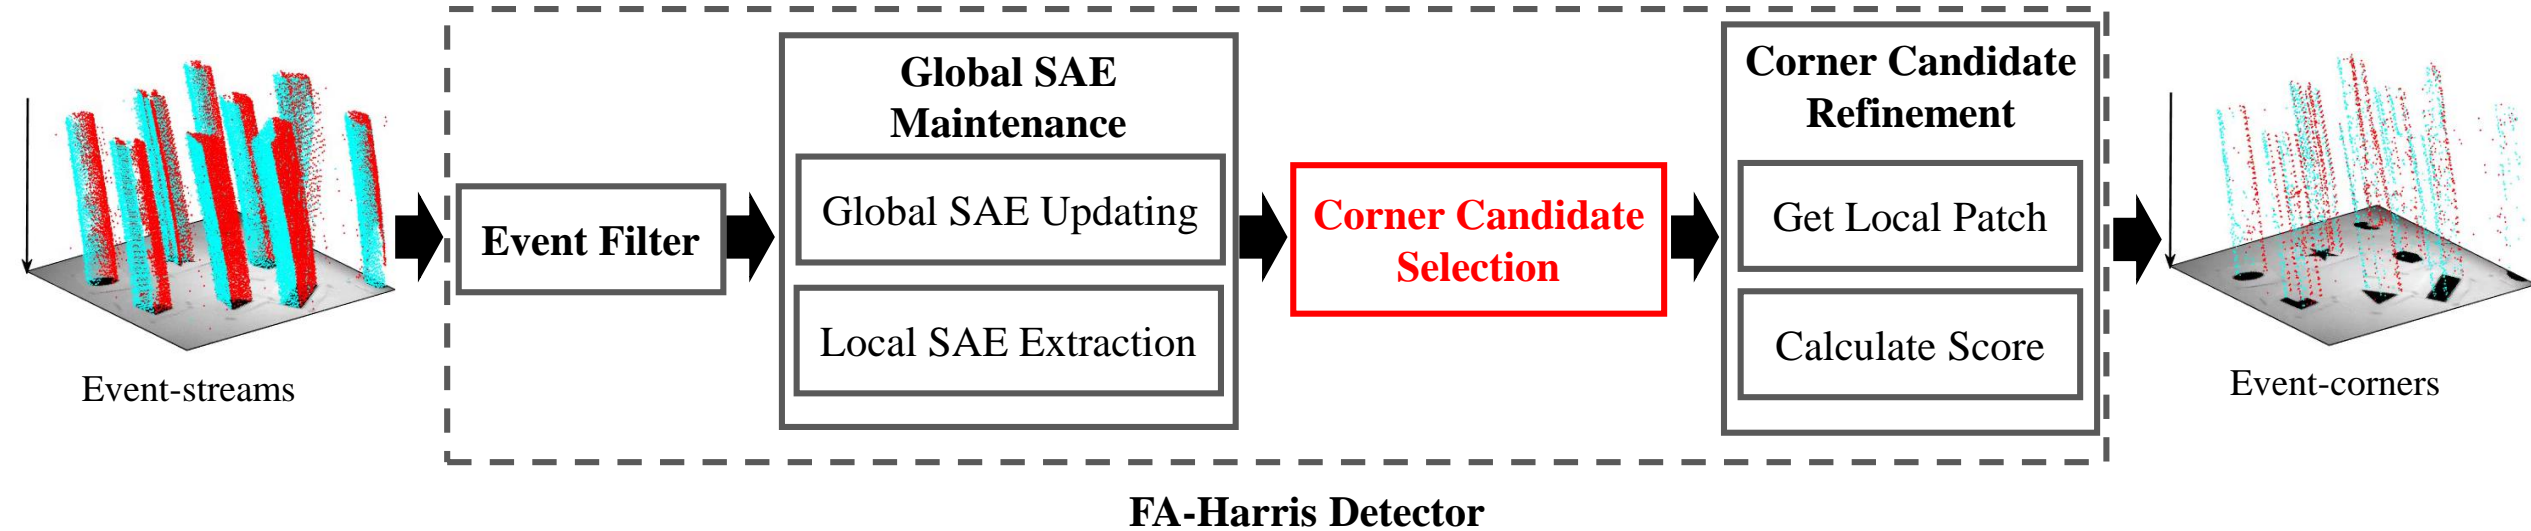 Event-streams
Event Filter
Global SAE
Maintenance
Global SAE Updating
Local SAE Extraction
Corner Candidate
Selection
Corner Candidate
Refinement
Get Local Patch
Calculate Score
Event-corners
FA-Harris Detector